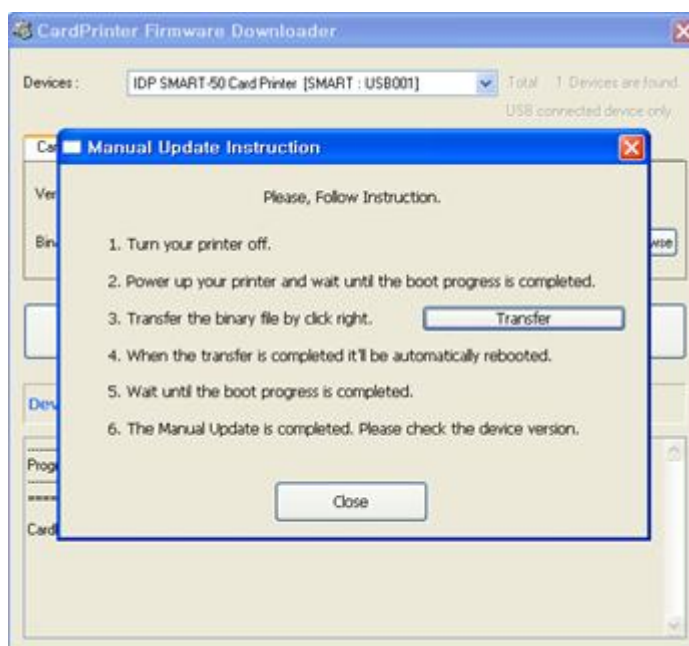 CardPrinter Firmware Downloader
Devices :
IDP SMART-50 Card Printer [SMART : USB001]
Total 1 Devices are found.
USB connected device only.
Manual Update Instruction
Please, Follow Instruction.
1. Turn your printer off.
2. Power up your printer and wait until the boot progress is completed.
3. Transfer the binary file by click right.
Transfer
4. When the transfer is completed it'll be automatically rebooted.
5. Wait until the boot progress is completed.
6. The Manual Update is completed. Please check the device version.
Close